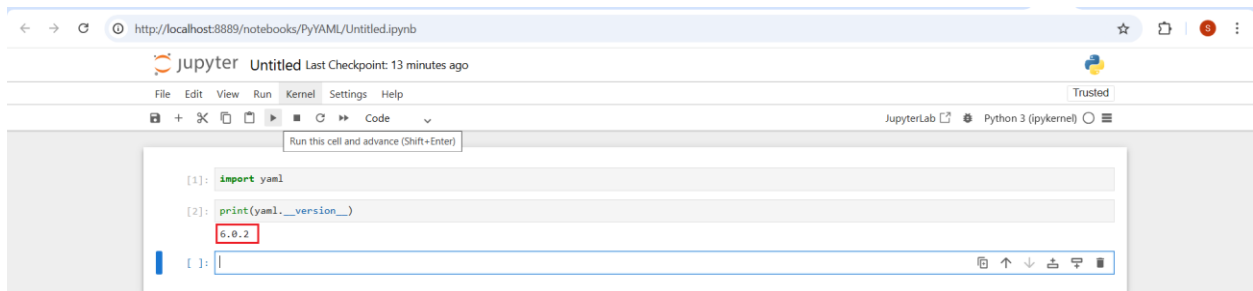 http://localhost:8889/notebooks/PyYAML/Untitled.ipynb S
jupyter Untitled Last Checkpoint: 13 minutes ago
File Edit View Run Kernel Settings Help Trusted
Code JupyterLab Python 3 (ipykernel)
Run this cell and advance (Shift+Enter)
[1]: import yaml
[2]: print(yaml.__version__)
6.0.2
[ ]: